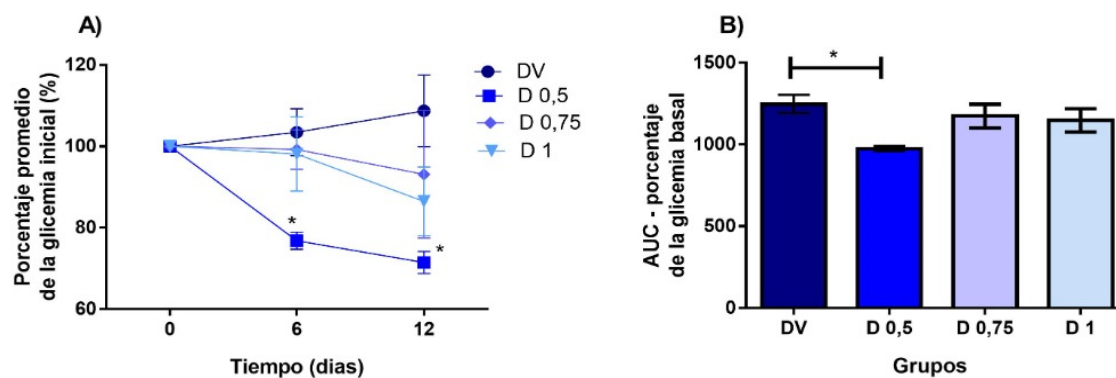 A)
Porcentaje promedio
de la glicemia inicial (%)
120
100
80
60
*
*
0
6
12
Tiempo (dias)
DV
D 0,5
D 0,75
D 1
B)
AUC - porcentaje
de la glicemia basal
1500
1000
500
0
*
DV
D 0,5
D 0,75
D 1
Grupos